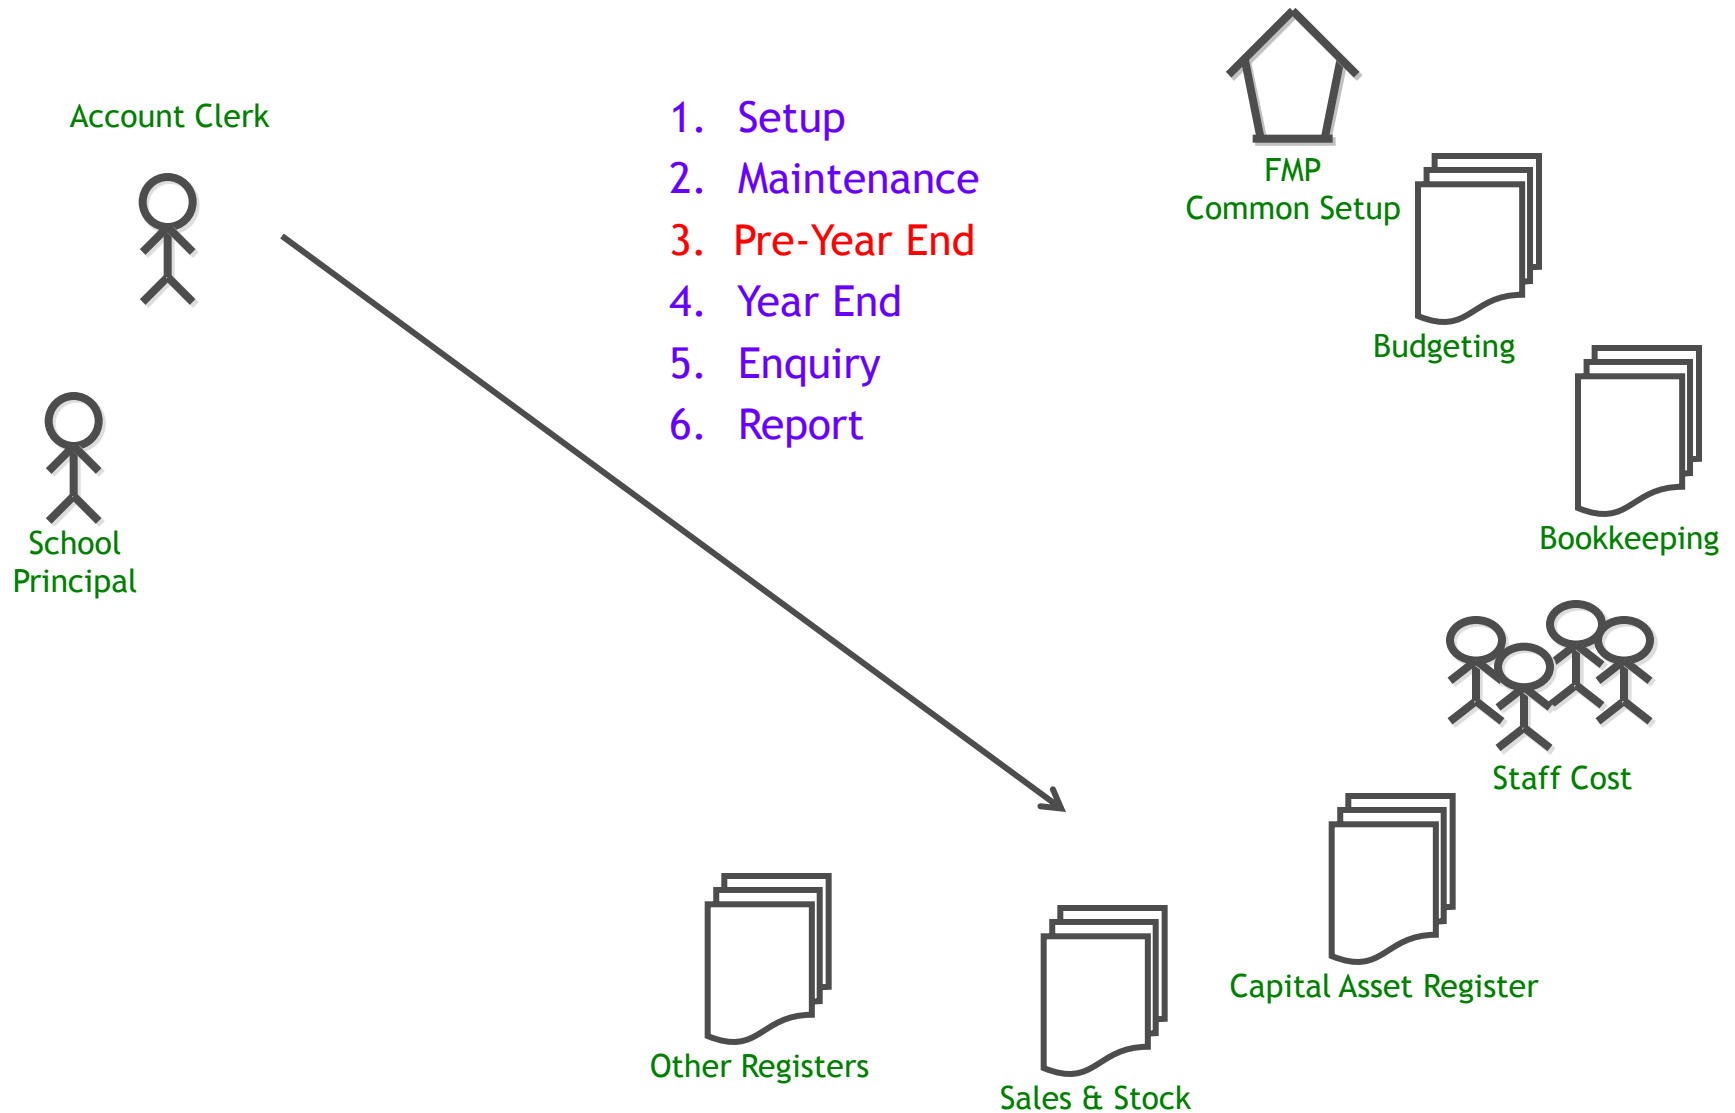 Account Clerk
1. Setup
2. Maintenance
3. Pre-Year End
4. Year End
5. Enquiry
6. Report
FMP
Common Setup
Budgeting
Bookkeeping
School
Principal
Staff Cost
Capital Asset Register
Other Registers
Sales & Stock